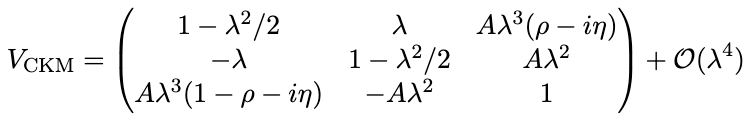 V_CKM = ( 1 − λ²/2   λ   Aλ³(ρ − iη)
−λ   1 − λ²/2   Aλ²
Aλ³(1 − ρ − iη)   −Aλ²   1 ) + 𝒪(λ⁴)